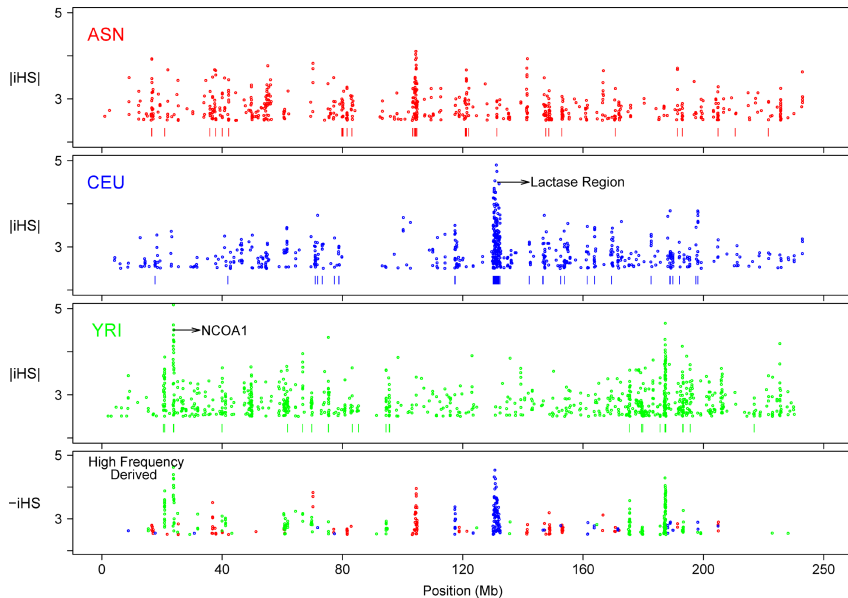 5
ASN
|iHS|
3
5
CEU
Lactase Region
|iHS|
3
5
YRI
NCOA1
|iHS|
3
5
High Frequency
Derived
−iHS
3
0 40 80 120 160 200 250
Position (Mb)